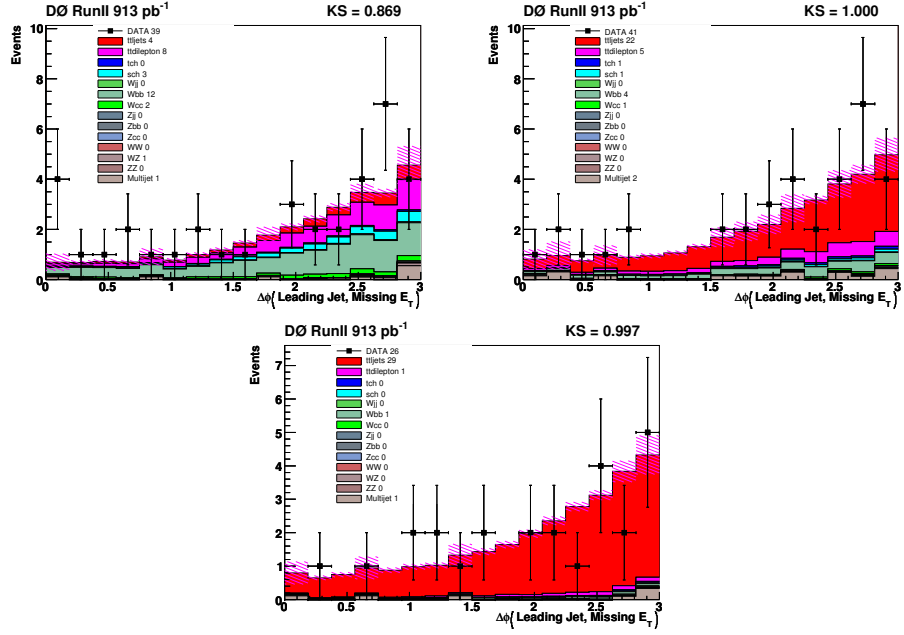 DØ RunII 913 pb⁻¹ KS = 0.869
Events
10
8
6
4
2
0
DATA 39
ttljets 4
ttdilepton 8
tch 0
sch 3
Wjj 0
Wbb 12
Wcc 2
Zjj 0
Zbb 0
Zcc 0
WW 0
WZ 1
ZZ 0
Multijet 1
0 0.5 1 1.5 2 2.5 3
Δϕ(Leading Jet, Missing E_T)
DØ RunII 913 pb⁻¹ KS = 1.000
Events
10
8
6
4
2
0
DATA 41
ttljets 22
ttdilepton 5
tch 1
sch 1
Wjj 0
Wbb 4
Wcc 1
Zjj 0
Zbb 0
Zcc 0
WW 0
WZ 0
ZZ 0
Multijet 2
0 0.5 1 1.5 2 2.5 3
Δϕ(Leading Jet, Missing E_T)
DØ RunII 913 pb⁻¹ KS = 0.997
Events
7
6
5
4
3
2
1
0
DATA 26
ttljets 29
ttdilepton 1
tch 0
sch 0
Wjj 0
Wbb 1
Wcc 0
Zjj 0
Zbb 0
Zcc 0
WW 0
WZ 0
ZZ 0
Multijet 1
0 0.5 1 1.5 2 2.5 3
Δϕ(Leading Jet, Missing E_T)